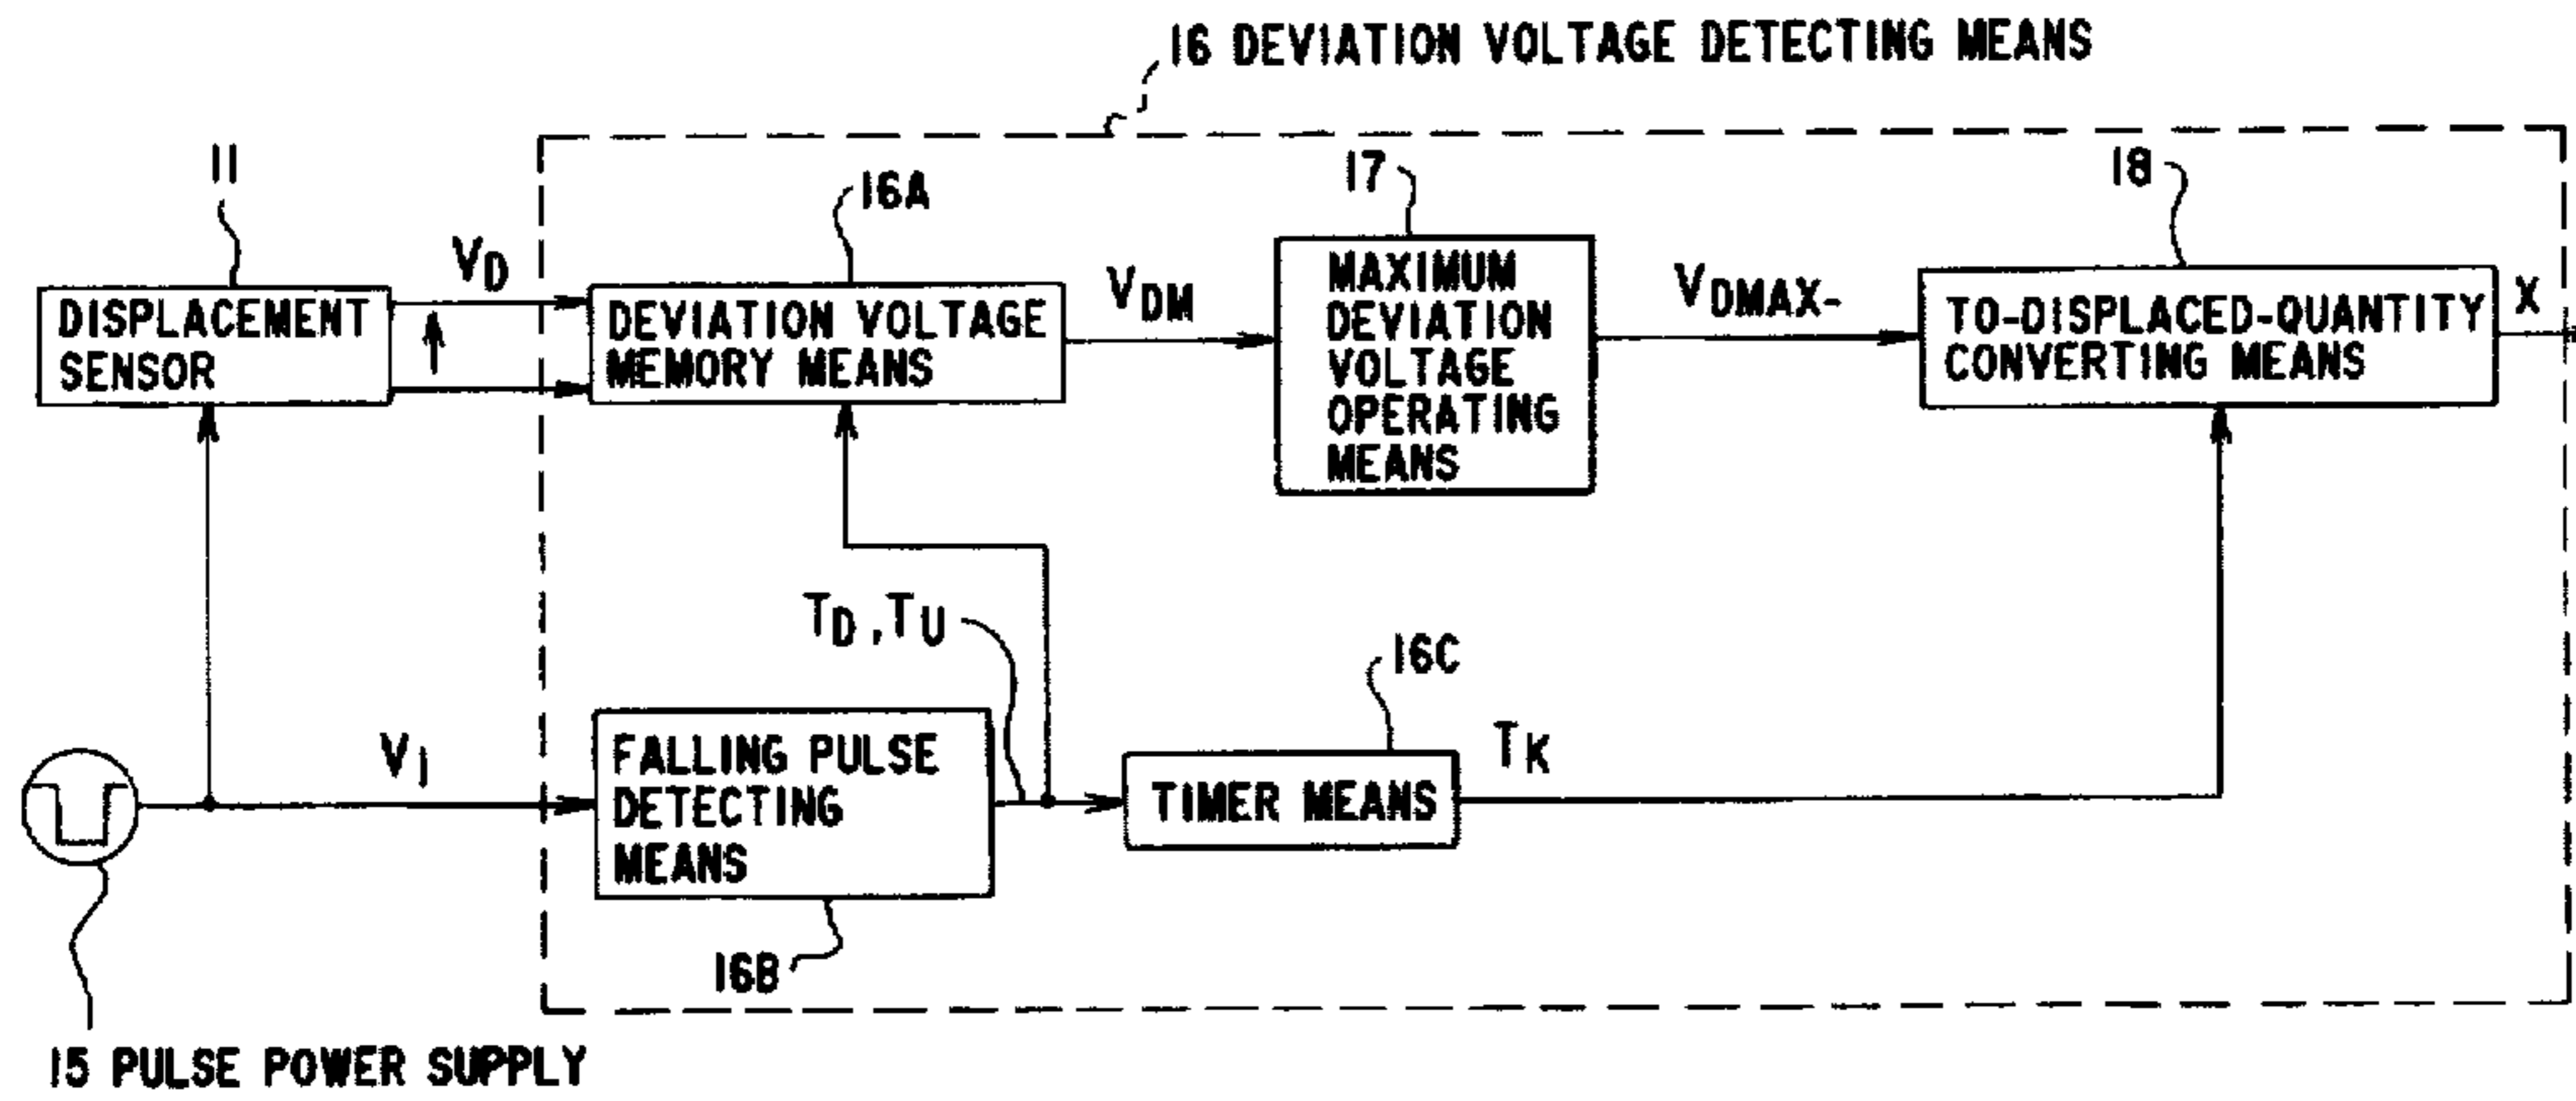 16 DEVIATION VOLTAGE DETECTING MEANS
11
16A
17
18
VD
DISPLACEMENT
SENSOR
DEVIATION VOLTAGE
MEMORY MEANS
VDM
MAXIMUM
DEVIATION
VOLTAGE
OPERATING
MEANS
VDMAX-
TO-DISPLACED-QUANTITY
CONVERTING MEANS
X
TD, TU
16C
Vi
FALLING PULSE
DETECTING
MEANS
TIMER MEANS
TK
16B
15 PULSE POWER SUPPLY